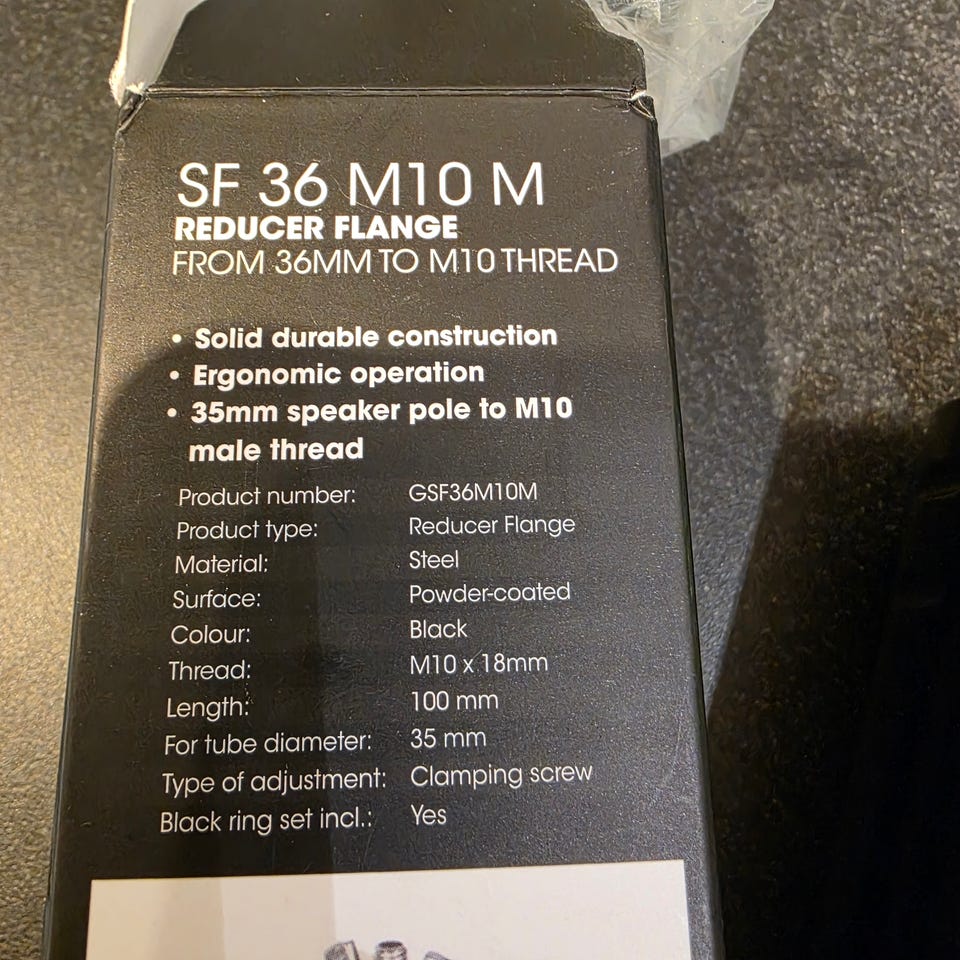 SF 36 M10 M
REDUCER FLANGE
FROM 36MM TO M10 THREAD
• Solid durable construction
• Ergonomic operation
• 35mm speaker pole to M10
male thread
Product number: GSF36M10M
Product type: Reducer Flange
Material: Steel
Surface: Powder-coated
Colour: Black
Thread: M10 x 18mm
Length: 100 mm
For tube diameter: 35 mm
Type of adjustment: Clamping screw
Black ring set incl.: Yes